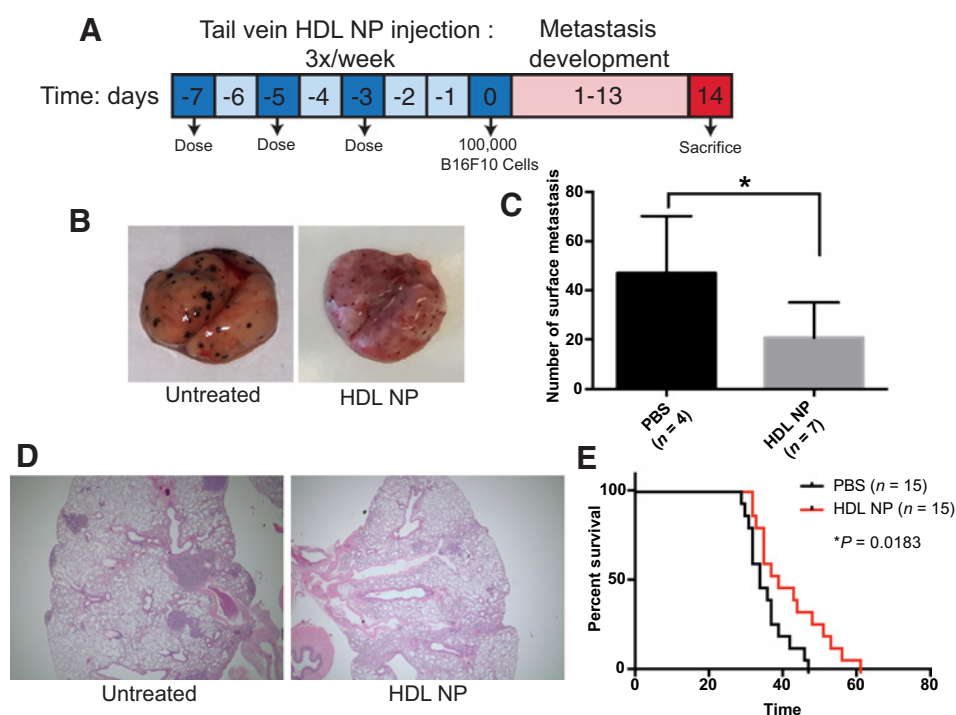 A
Tail vein HDL NP injection :
3x/week
Metastasis
development
Time: days
-7 -6 -5 -4 -3 -2 -1 0 1-13 14
Dose Dose Dose 100,000 Sacrifice
B16F10 Cells
B
Untreated HDL NP
C
Number of surface metastasis
80
60
40
20
0
PBS
(n = 4)
HDL NP
(n = 7)
*
D
Untreated HDL NP
E
Percent survival
100
50
0
0 20 40 60 80
Time
PBS (n = 15)
HDL NP (n = 15)
*P = 0.0183